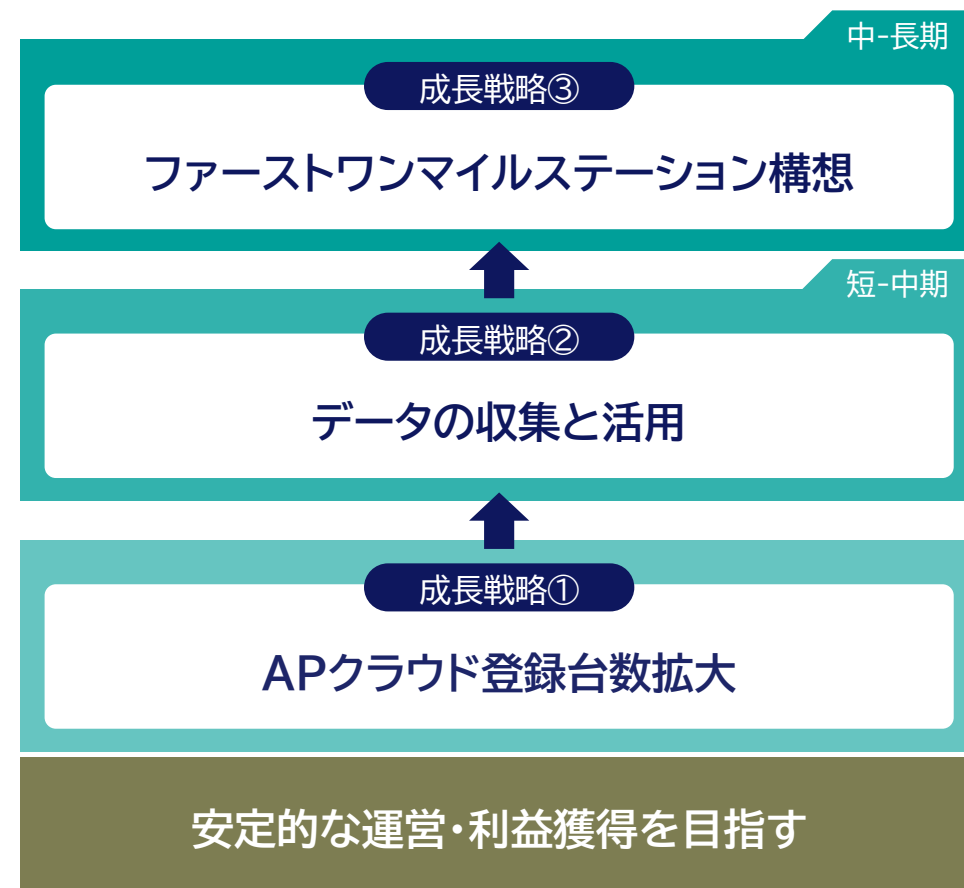 中-長期
成長戦略③
ファーストワンマイルステーション構想
短-中期
成長戦略②
データの収集と活用
成長戦略①
APクラウド登録台数拡大
安定的な運営・利益獲得を目指す